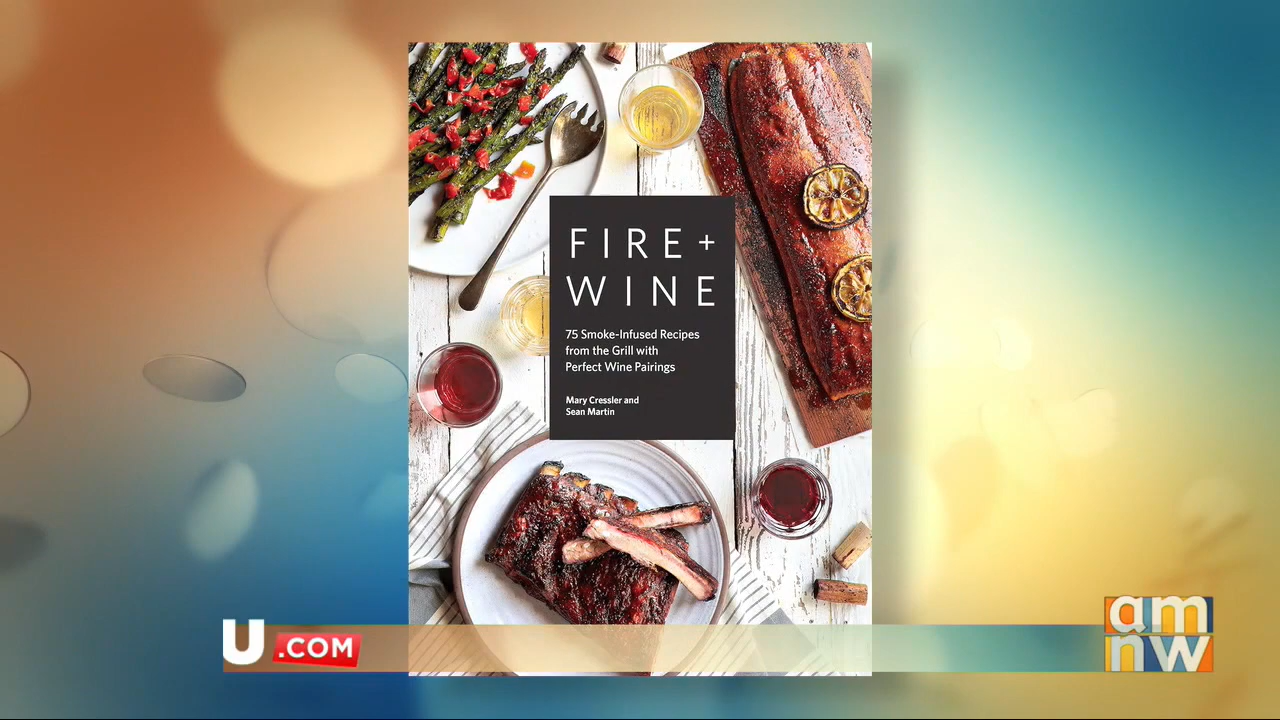 FIRE +
WINE
75 Smoke-Infused Recipes
from the Grill with
Perfect Wine Pairings
Mary Cressler and
Sean Martin
U .COM
am
nw